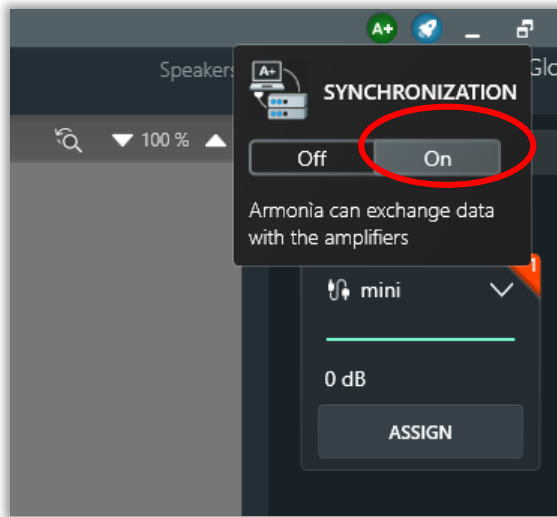 A+
Speakers
Glo
A+
SYNCHRONIZATION
100 %
Off
On
Armonìa can exchange data
with the amplifiers
1
mini
0 dB
ASSIGN